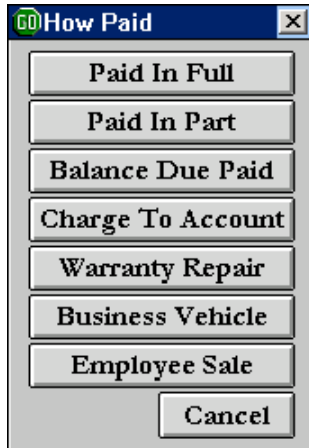 GO How Paid
Paid In Full
Paid In Part
Balance Due Paid
Charge To Account
Warranty Repair
Business Vehicle
Employee Sale
Cancel